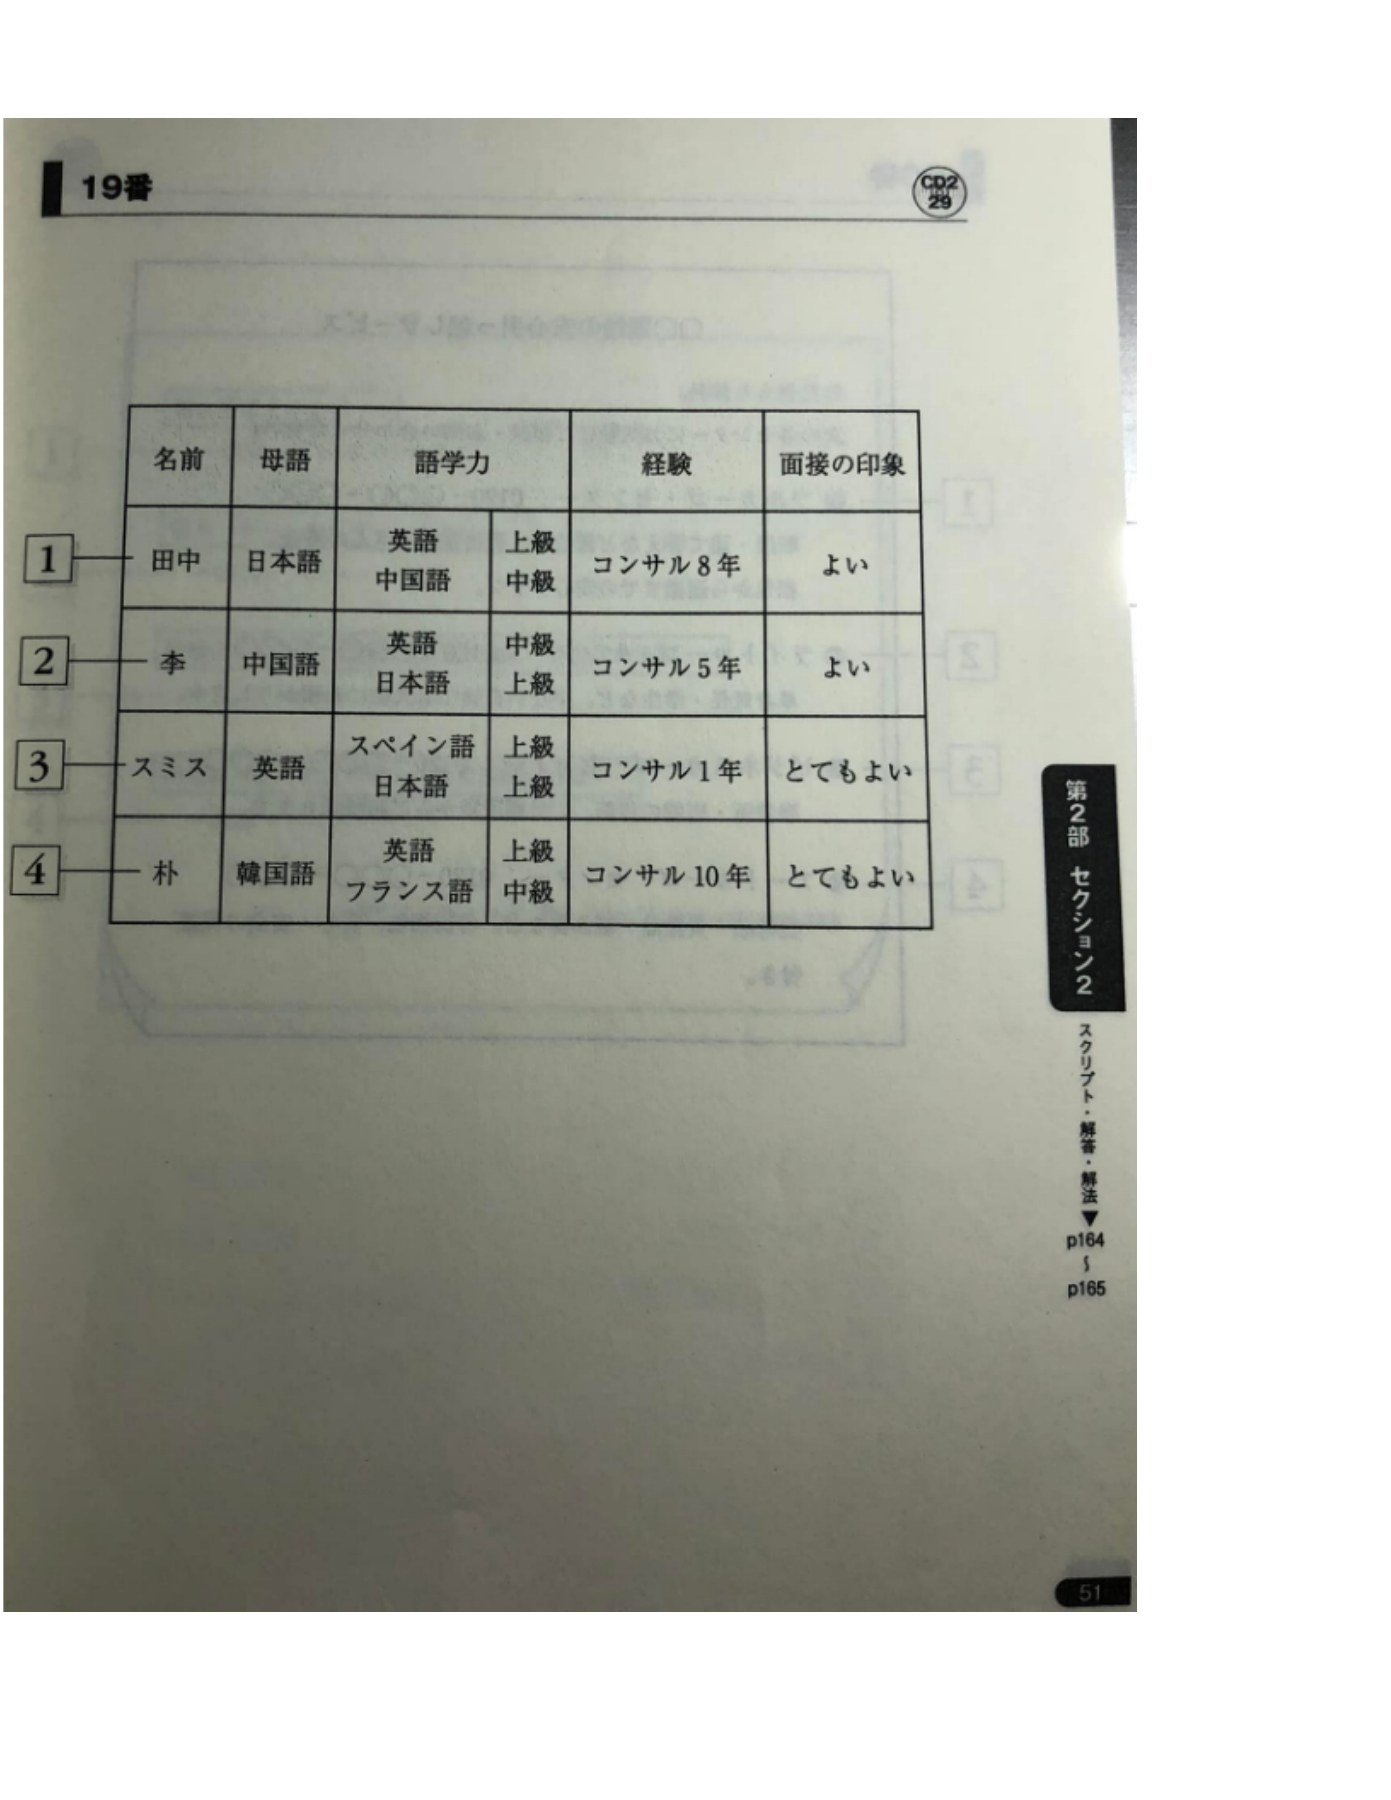 19番
CD2
29
名前 母語 語学力 経験 面接の印象
1 田中 日本語 英語 上級 中国語 中級 コンサル8年 よい
2 李 中国語 英語 中級 日本語 上級 コンサル5年 よい
3 スミス 英語 スペイン語 上級 日本語 上級 コンサル1年 とてもよい
4 朴 韓国語 英語 上級 フランス語 中級 コンサル10年 とてもよい
第2部 セクション2
スクリプト・解答・解法▼
p164
〜
p165
51